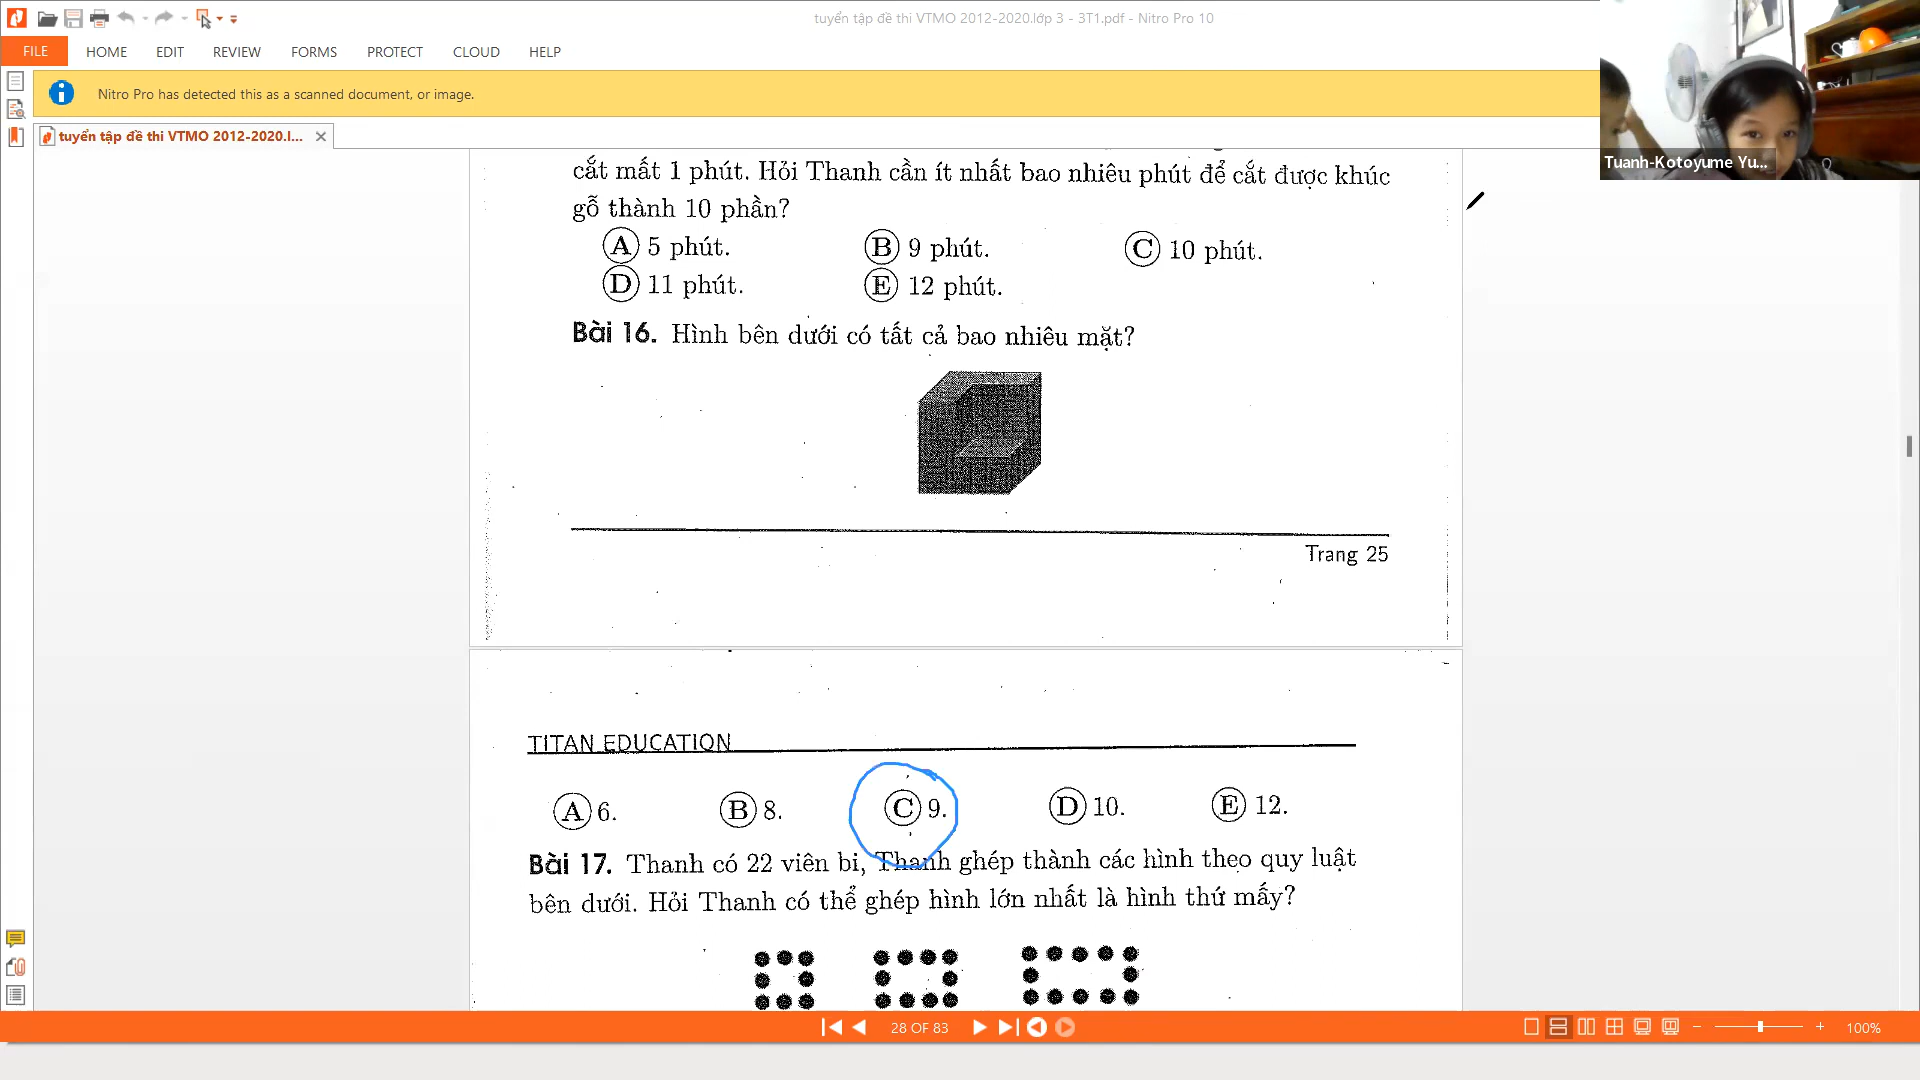 tuyển tập đề thi VTMO 2012-2020.lớp 3 - 3T1.pdf - Nitro Pro 10
FILE HOME EDIT REVIEW FORMS PROTECT CLOUD HELP
Nitro Pro has detected this as a scanned document, or image.
tuyển tập đề thi VTMO 2012-2020.l...
Tuanh-Kotoyume Yu...
cắt mất 1 phút. Hỏi Thanh cần ít nhất bao nhiêu phút để cắt được khúc
gỗ thành 10 phần?
A 5 phút. B 9 phút. C 10 phút.
D 11 phút. E 12 phút.
Bài 16. Hình bên dưới có tất cả bao nhiêu mặt?
Trang 25
TITAN EDUCATION
A 6. B 8. C 9. D 10. E 12.
Bài 17. Thanh có 22 viên bi, Thanh ghép thành các hình theo quy luật
bên dưới. Hỏi Thanh có thể ghép hình lớn nhất là hình thứ mấy?
28 OF 83
100%